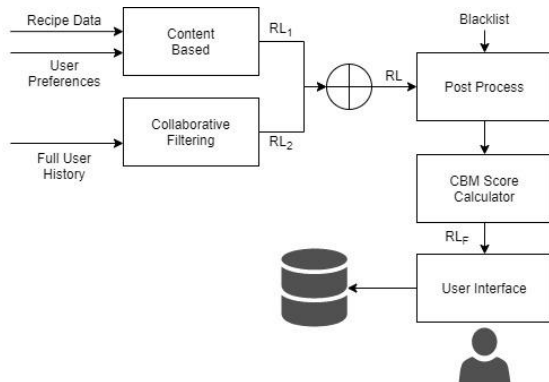 Recipe Data
User
Preferences
Content
Based
RL1
Blacklist
RL
Post Process
Full User
History
Collaborative
Filtering
RL2
CBM Score
Calculator
RLF
User Interface